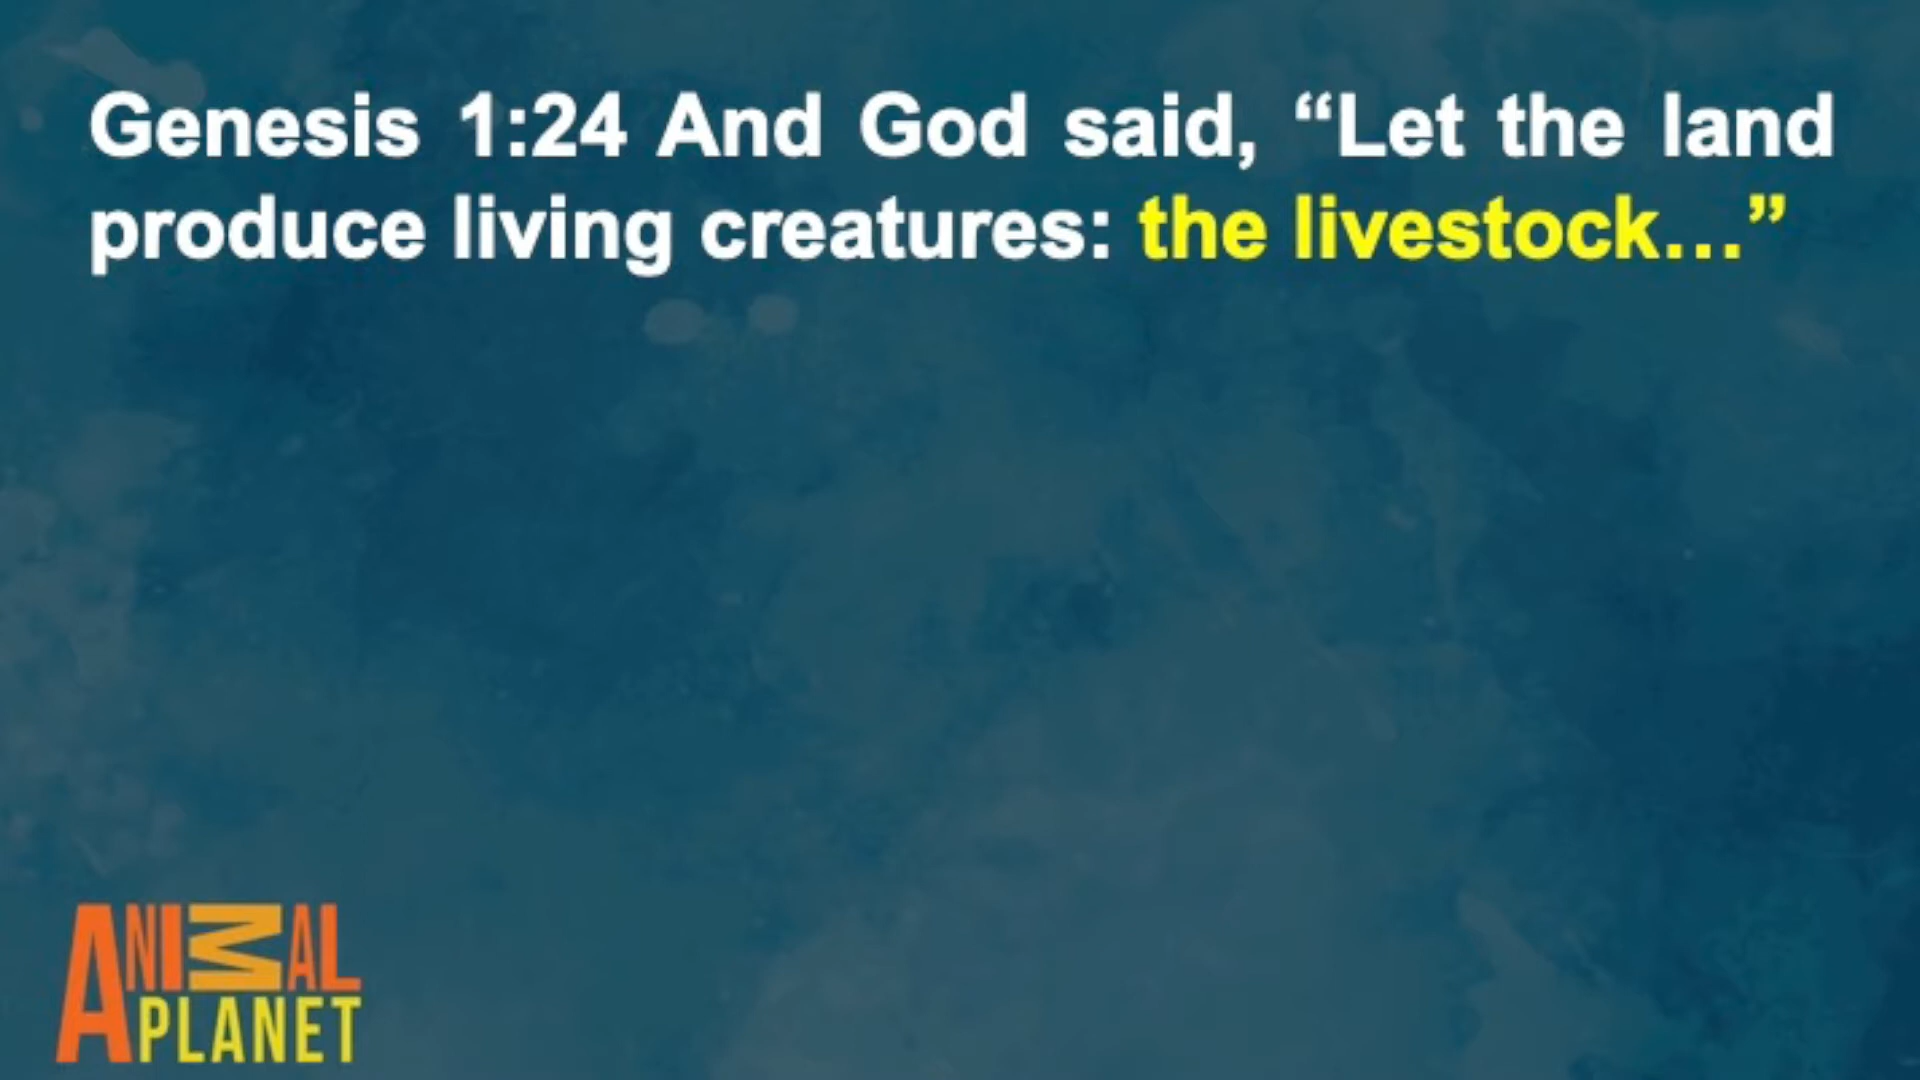 Genesis 1:24 And God said, “Let the land
produce living creatures: the livestock…”
ANIMAL
PLANET